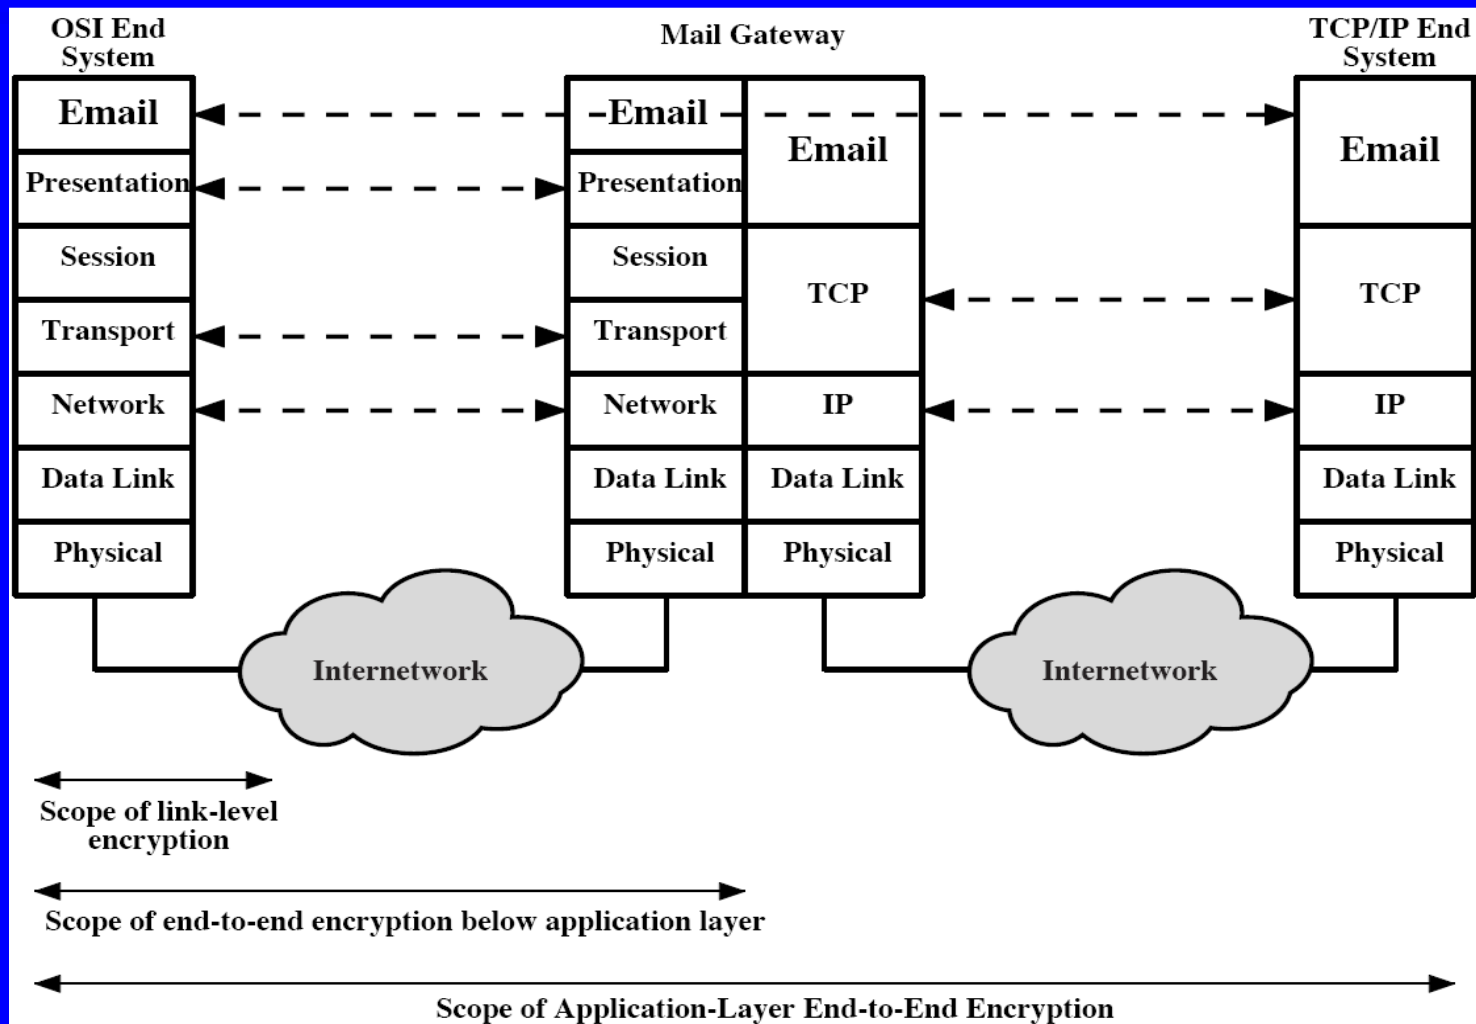 OSI End
System
Mail Gateway
TCP/IP End
System
Email
Presentation
Session
Transport
Network
Data Link
Physical
Email
Presentation
Session
Transport
Network
Data Link
Physical
Email
TCP
IP
Data Link
Physical
Email
TCP
IP
Data Link
Physical
Internetwork
Internetwork
Scope of link-level
encryption
Scope of end-to-end encryption below application layer
Scope of Application-Layer End-to-End Encryption